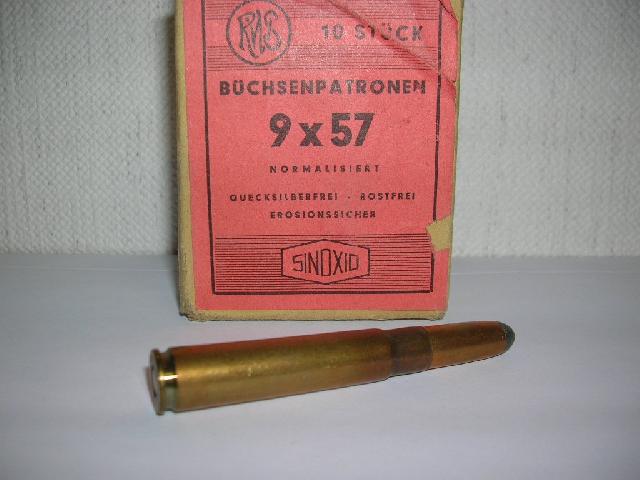 RWS 10 STÜCK
BÜCHSENPATRONEN
9 x 57
NORMALISIERT
QUECKSILBERFREI - ROSTFREI
EROSIONSSICHER
SINOXID